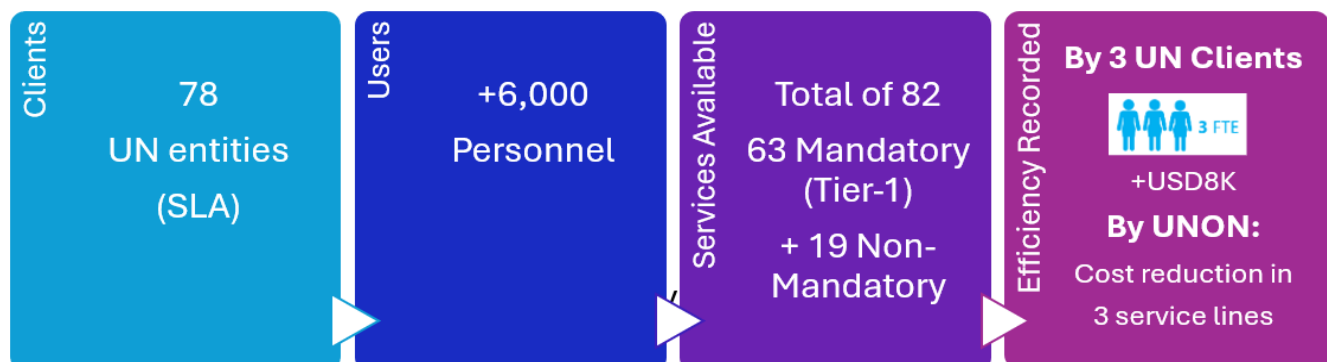 Clients
78
UN entities
(SLA)
Users
+6,000
Personnel
Services Available
Total of 82
63 Mandatory
(Tier-1)
+ 19 Non-
Mandatory
Efficiency Recorded
By 3 UN Clients
3 FTE
+USD8K
By UNON:
Cost reduction in
3 service lines